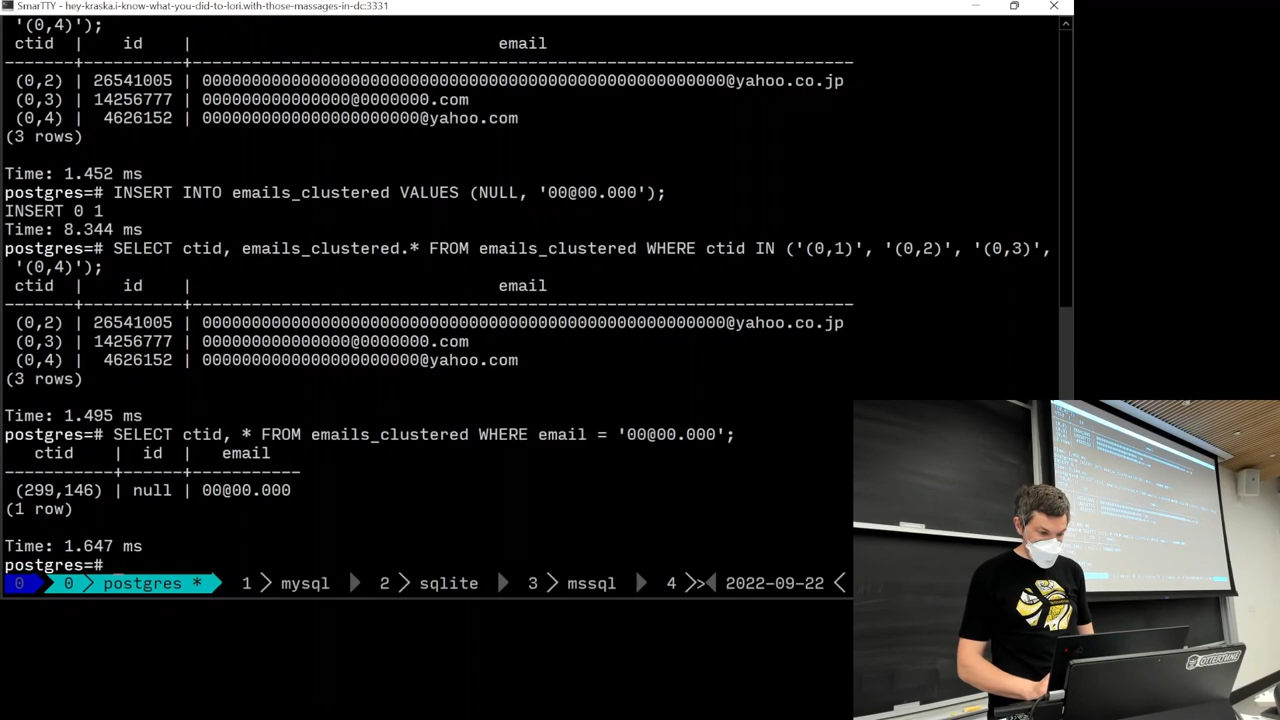 SmarTTY - hey-kraska.i-know-what-you-did-to-lori.with-those-massages-in-dc:3331
'(0,4)');
ctid | id | email
(0,2) | 26541005 | 00000000000000000000000000000000000000000000000000000@yahoo.co.jp
(0,3) | 14256777 | 000000000000000@0000000.com
(0,4) | 4626152 | 0000000000000000000000@yahoo.com
(3 rows)
Time: 1.452 ms
postgres=# INSERT INTO emails_clustered VALUES (NULL, '00@00.000');
INSERT 0 1
Time: 8.344 ms
postgres=# SELECT ctid, emails_clustered.* FROM emails_clustered WHERE ctid IN ('(0,1)', '(0,2)', '(0,3)',
'(0,4)');
ctid | id | email
(0,2) | 26541005 | 00000000000000000000000000000000000000000000000000000@yahoo.co.jp
(0,3) | 14256777 | 000000000000000@0000000.com
(0,4) | 4626152 | 0000000000000000000000@yahoo.com
(3 rows)
Time: 1.495 ms
postgres=# SELECT ctid, * FROM emails_clustered WHERE email = '00@00.000';
ctid | id | email
(299,146) | null | 00@00.000
(1 row)
Time: 1.647 ms
postgres=#
0 0 postgres * 1 mysql 2 sqlite 3 mssql 4 2022-09-22
OTTERTUNE